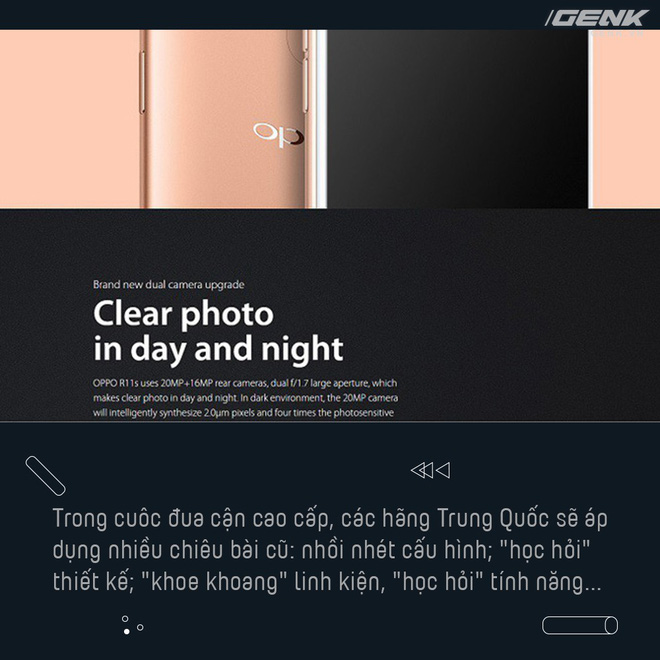 /GENK
op
Brand new dual camera upgrade
Clear photo
in day and night
OPPO R11s uses 20MP+16MP rear cameras, dual f/1.7 large aperture, which
makes clear photo in day and night. In dark environment, the 20MP camera
will intelligently synthesize 2.0μm pixels and four times the photosensitive
Trong cuôc đua cận cao cấp, các hãng Trung Quốc sẽ áp
dụng nhiều chiêu bài cũ: nhồi nhét cấu hình; "học hỏi"
thiết kế; "khoe khoang" linh kiện, "học hỏi" tính năng...